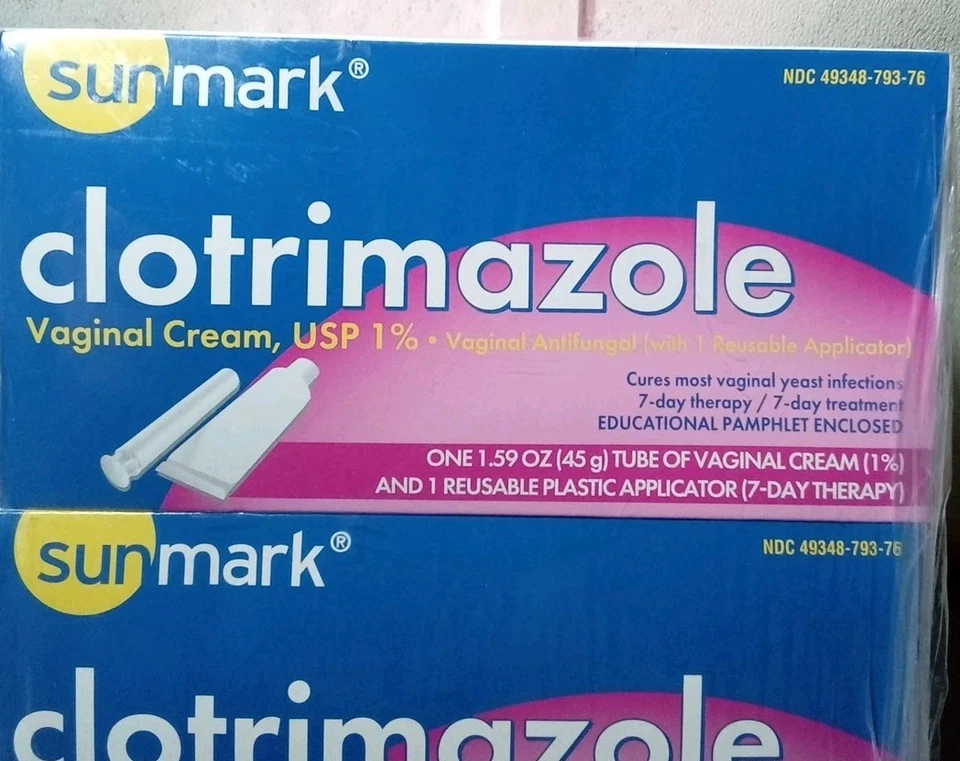 sunmark®
NDC 49348-793-76
clotrimazole
Vaginal Cream, USP 1% • Vaginal Antifungal (with 1 Reusable Applicator)
Cures most vaginal yeast infections
7-day therapy / 7-day treatment
EDUCATIONAL PAMPHLET ENCLOSED
ONE 1.59 OZ (45 g) TUBE OF VAGINAL CREAM (1%)
AND 1 REUSABLE PLASTIC APPLICATOR (7-DAY THERAPY)
sunmark®
NDC 49348-793-76
clotrimazole